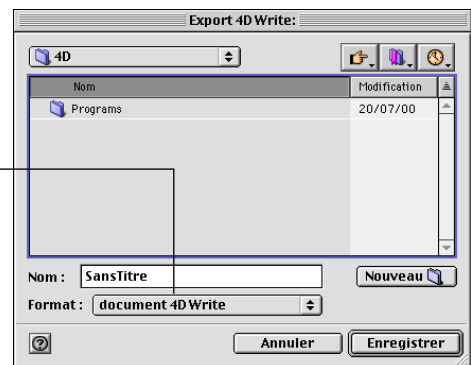 Export 4D Write:
4D
Nom Modification
Programs 20/07/00
Nom : SansTitre Nouveau
Format : document 4D Write
? Annuler Enregistrer